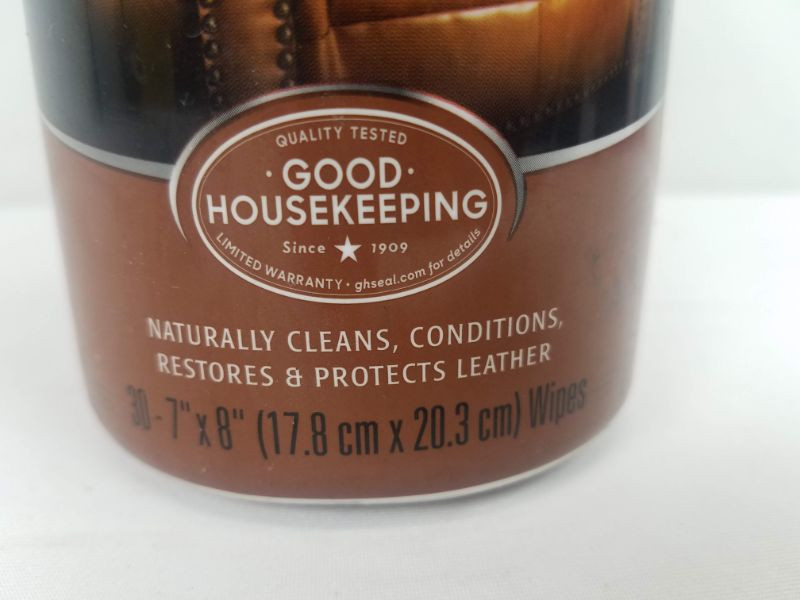 QUALITY TESTED
· GOOD ·
HOUSEKEEPING
Since ★ 1909
LIMITED WARRANTY · ghseal.com for details
NATURALLY CLEANS, CONDITIONS,
RESTORES & PROTECTS LEATHER
30 - 7" x 8" (17.8 cm x 20.3 cm) Wipes